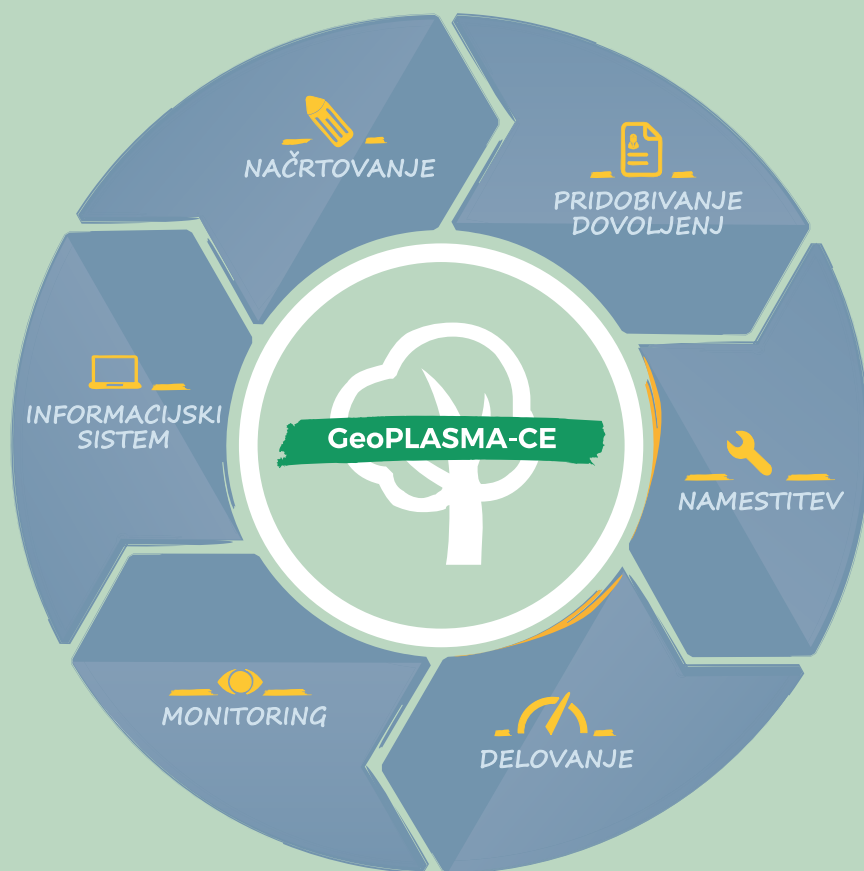 NAČRTOVANJE
PRIDOBIVANJE
DOVOLJENJ
NAMESTITEV
DELOVANJE
MONITORING
INFORMACIJSKI
SISTEM
GeoPLASMA-CE